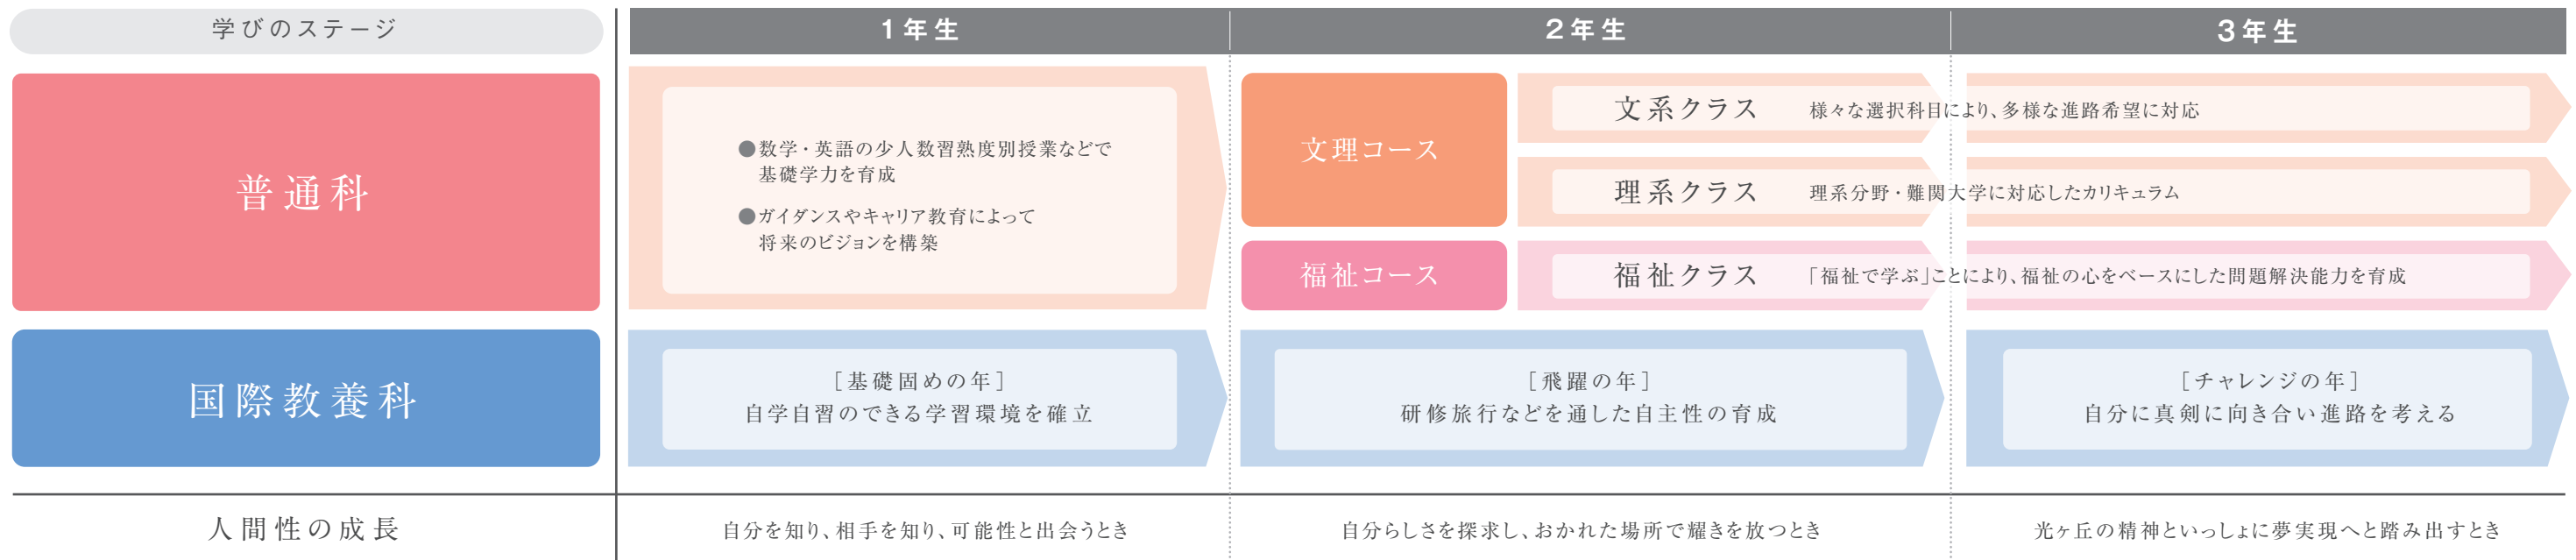 学びのステージ
1年生
2年生
3年生
普通科
●数学・英語の少人数習熟度別授業などで
基礎学力を育成
●ガイダンスやキャリア教育によって
将来のビジョンを構築
文理コース
文系クラス 様々な選択科目により、多様な進路希望に対応
理系クラス 理系分野・難関大学に対応したカリキュラム
福祉コース
福祉クラス 「福祉で学ぶ」ことにより、福祉の心をベースにした問題解決能力を育成
国際教養科
[基礎固めの年]
自学自習のできる学習環境を確立
[飛躍の年]
研修旅行などを通した自主性の育成
[チャレンジの年]
自分に真剣に向き合い進路を考える
人間性の成長
自分を知り、相手を知り、可能性と出会うとき
自分らしさを探求し、おかれた場所で耀きを放つとき
光ヶ丘の精神といっしょに夢実現へと踏み出すとき